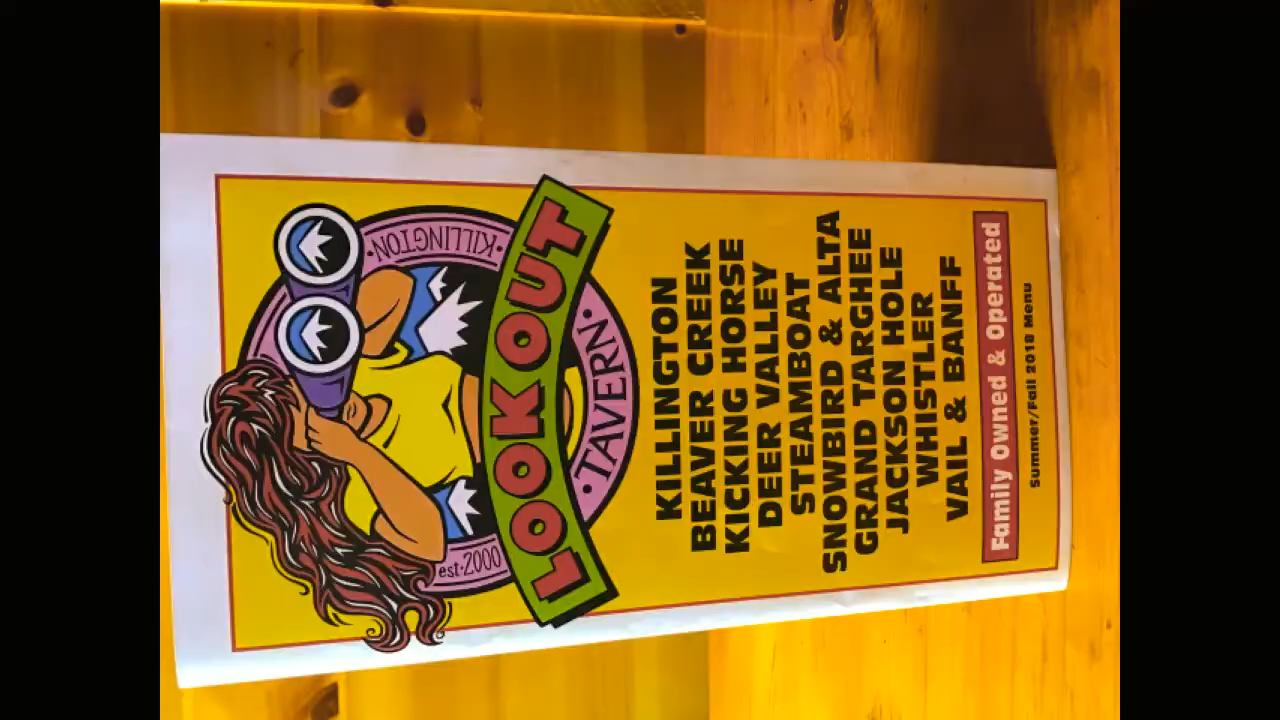 ·KILLINGTON·
est·2000
LOOKOUT
·TAVERN·
KILLINGTON
BEAVER CREEK
KICKING HORSE
DEER VALLEY
STEAMBOAT
SNOWBIRD & ALTA
GRAND TARGHEE
JACKSON HOLE
WHISTLER
VAIL & BANFF
Family Owned & Operated
Summer/Fall 2018 Menu